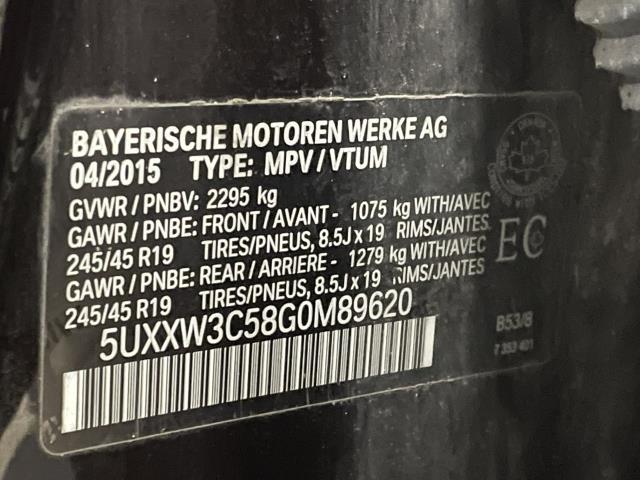 BAYERISCHE MOTOREN WERKE AG
04/2015 TYPE: MPV / VTUM
GVWR / PNBV: 2295 kg
GAWR / PNBE: FRONT / AVANT - 1075 kg WITH/AVEC
245/45 R19 TIRES/PNEUS, 8.5J x 19 RIMS/JANTES
GAWR / PNBE: REAR / ARRIERE - 1279 kg WITH/AVEC
245/45 R19 TIRES/PNEUS, 8.5J x 19 RIMS/JANTES
EC
5UXXW3C58G0M89620
B53/8
7 353 401